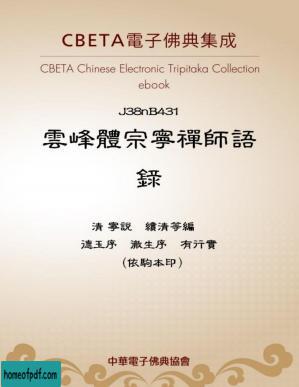 CBETA電子佛典集成
CBETA Chinese Electronic Tripitaka Collection
ebook
J38nB431
雲峰體宗寧禪師語
錄
清 寧說　續清等編
德玉序　澈生序　有行實
(依駒本印)
中華電子佛典協會
homeofpdf.com